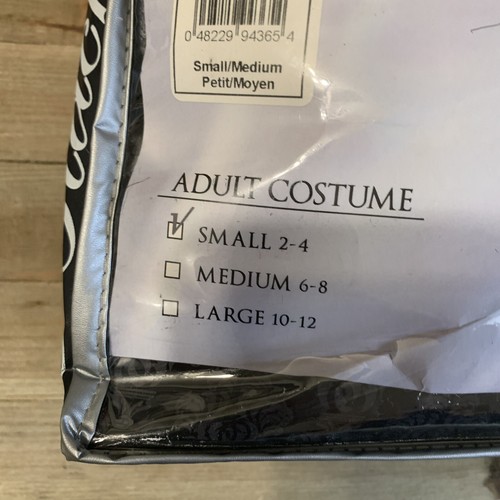 0 48229 94365 4
Small/Medium
Petit/Moyen
ADULT COSTUME
SMALL 2-4
MEDIUM 6-8
LARGE 10-12